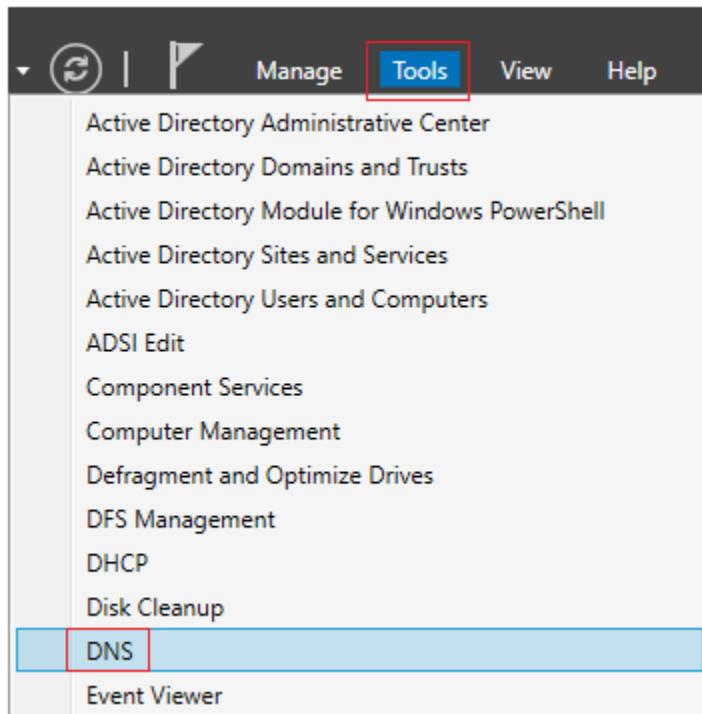 Manage Tools View Help
Active Directory Administrative Center
Active Directory Domains and Trusts
Active Directory Module for Windows PowerShell
Active Directory Sites and Services
Active Directory Users and Computers
ADSI Edit
Component Services
Computer Management
Defragment and Optimize Drives
DFS Management
DHCP
Disk Cleanup
DNS
Event Viewer